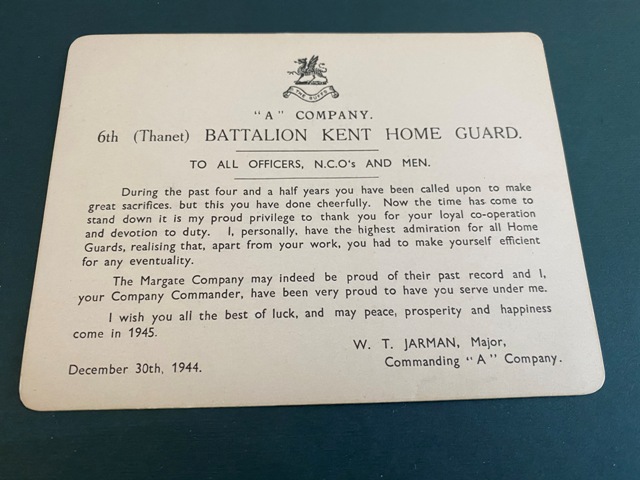 THE BUFFS
"A" COMPANY.
6th (Thanet) BATTALION KENT HOME GUARD.
TO ALL OFFICERS, N.C.O's AND MEN.
During the past four and a half years you have been called upon to make
great sacrifices. but this you have done cheerfully. Now the time has come to
stand down it is my proud privilege to thank you for your loyal co-operation
and devotion to duty. I, personally, have the highest admiration for all Home
Guards, realising that, apart from your work, you had to make yourself efficient
for any eventuality.
The Margate Company may indeed be proud of their past record and I,
your Company Commander, have been very proud to have you serve under me.
I wish you all the best of luck, and may peace, prosperity and happiness
come in 1945.
W. T. JARMAN, Major,
Commanding "A" Company.
December 30th, 1944.